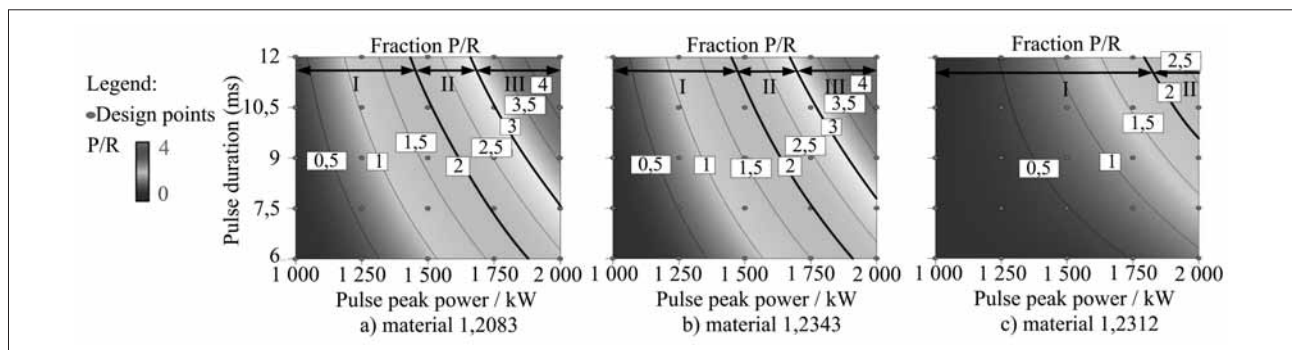 Legend:
Design points
P/R
4
0
Pulse duration (ms)
12
10,5
9
7,5
6
Fraction P/R
I
II
III
4
3,5
3
2,5
2
1,5
1
0,5
1 000 1 250 1 500 1 750 2 000
Pulse peak power / kW
a) material 1,2083
Fraction P/R
I
II
III
4
3,5
3
2,5
2
1,5
1
0,5
1 000 1 250 1 500 1 750 2 000
Pulse peak power / kW
b) material 1,2343
Fraction P/R
2,5
I
II
2
1,5
1
0,5
1 000 1 250 1 500 1 750 2 000
Pulse peak power / kW
c) material 1,2312